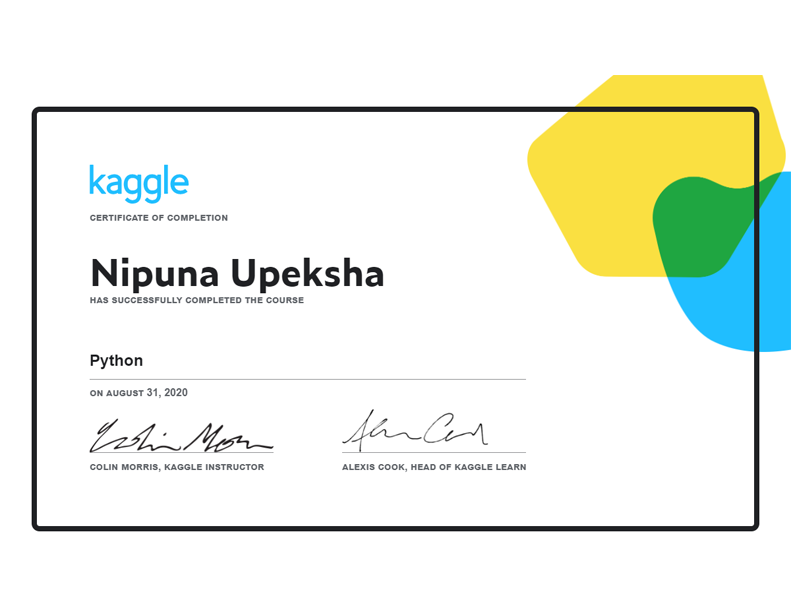 kaggle
CERTIFICATE OF COMPLETION
Nipuna Upeksha
HAS SUCCESSFULLY COMPLETED THE COURSE
Python
ON AUGUST 31, 2020
Colin Morris
Alexis Cook
COLIN MORRIS, KAGGLE INSTRUCTOR
ALEXIS COOK, HEAD OF KAGGLE LEARN